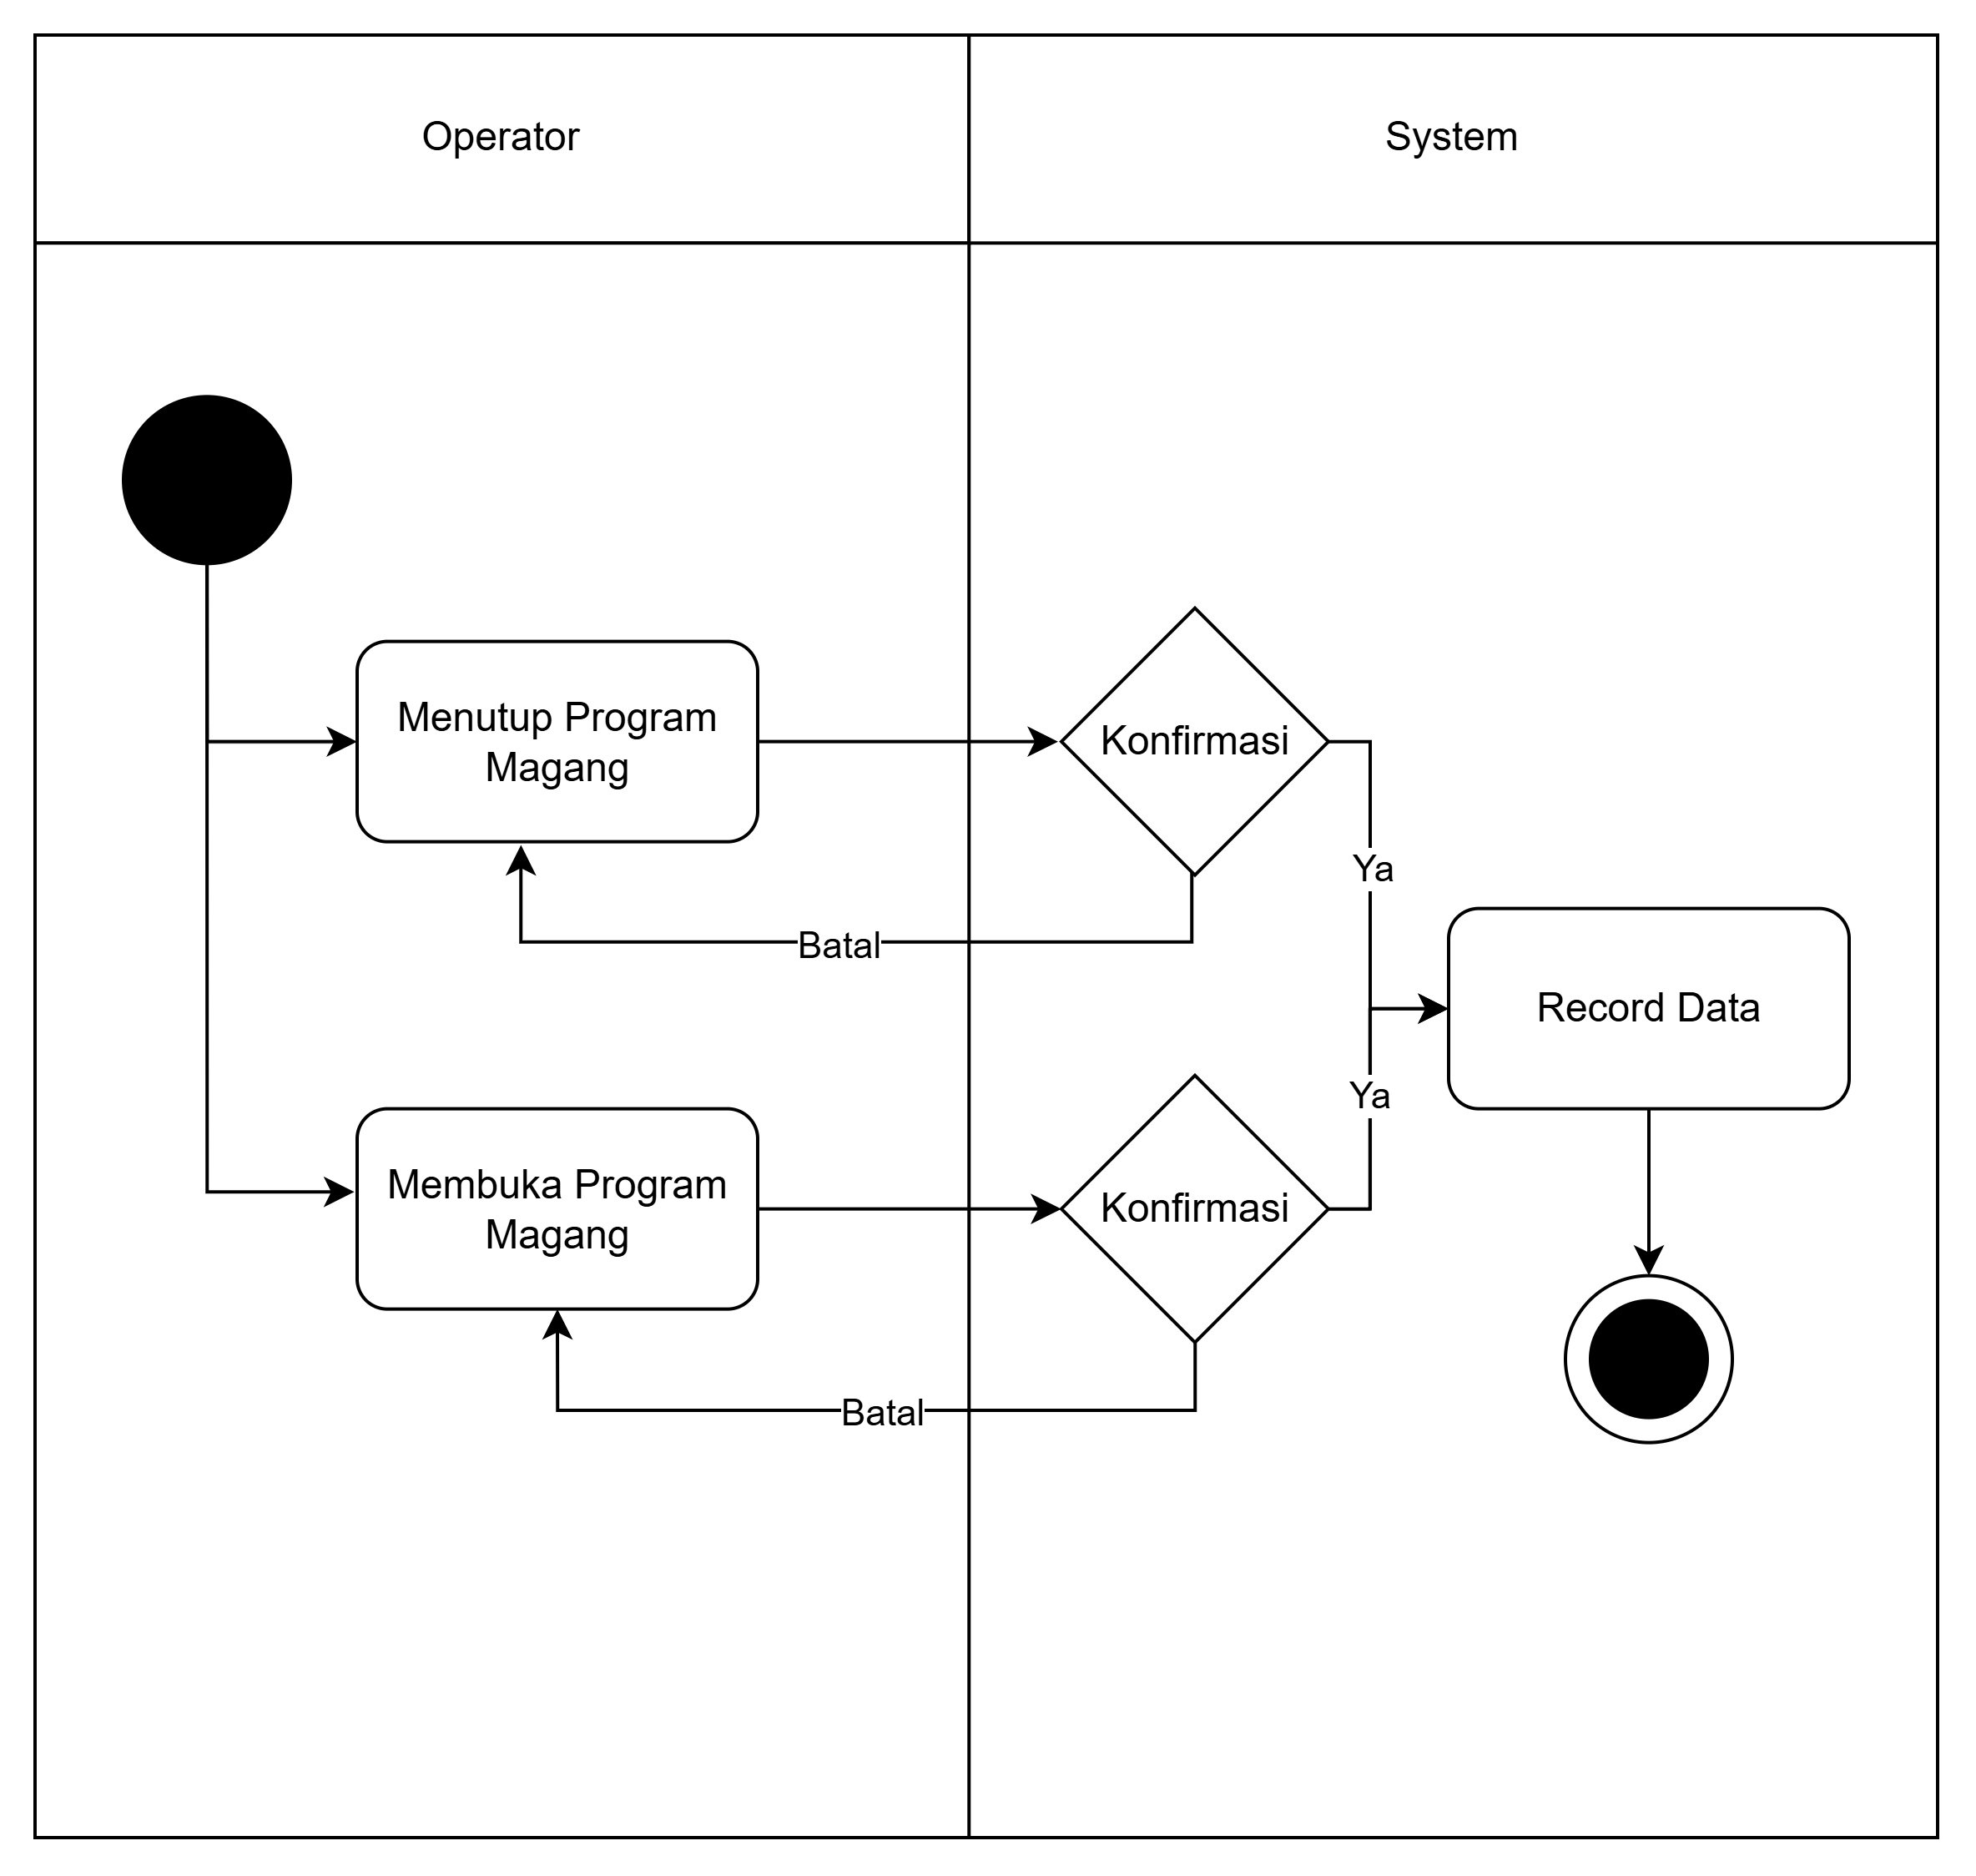 Operator
System
Menutup Program
Magang
Konfirmasi
Ya
Batal
Record Data
Ya
Membuka Program
Magang
Konfirmasi
Batal